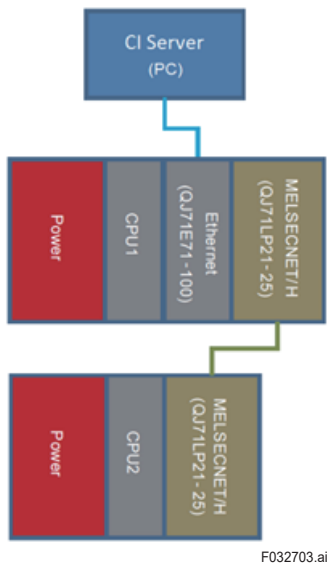 CI Server
(PC)
Power
CPU1
Ethernet
(QJ71E71-100)
MELSECNET/H
(QJ71LP21-25)
Power
CPU2
MELSECNET/H
(QJ71LP21-25)
F032703.ai